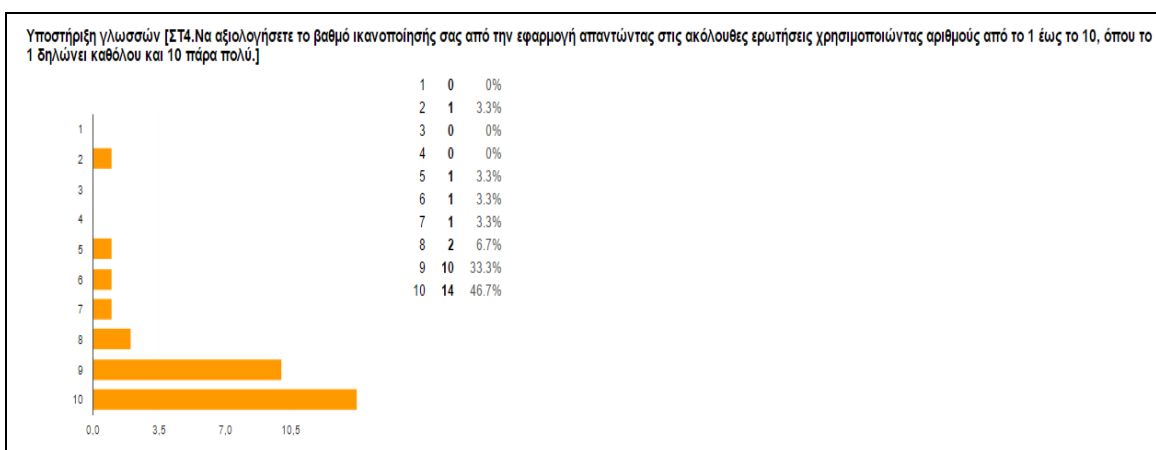 Υποστήριξη γλωσσών [ΣΤ4.Να αξιολογήσετε το βαθμό ικανοποίησής σας από την εφαρμογή απαντώντας στις ακόλουθες ερωτήσεις χρησιμοποιώντας αριθμούς από το 1 έως το 10, όπου το
1 δηλώνει καθόλου και 10 πάρα πολύ.]
1 0 0%
2 1 3.3%
3 0 0%
4 0 0%
5 1 3.3%
6 1 3.3%
7 1 3.3%
8 2 6.7%
9 10 33.3%
10 14 46.7%
1
2
3
4
5
6
7
8
9
10
0,0 3,5 7,0 10,5